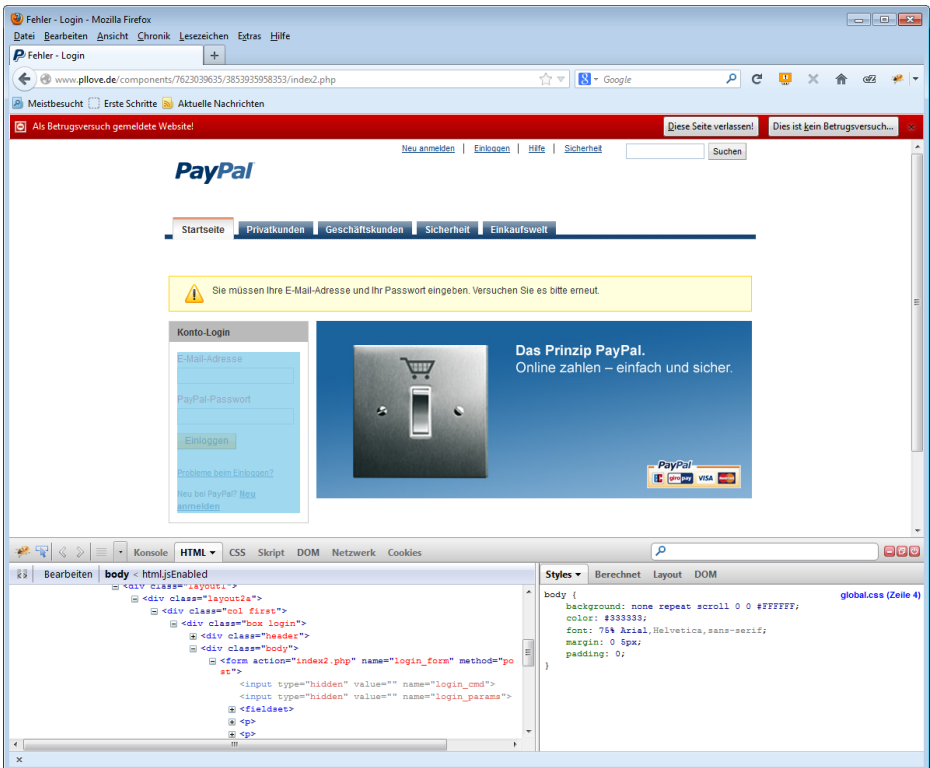 Fehler - Login - Mozilla Firefox
Datei Bearbeiten Ansicht Chronik Lesezeichen Extras Hilfe
Fehler - Login
www.pllove.de/components/7623039635/3853935958353/index2.php
Google
Meistbesucht Erste Schritte Aktuelle Nachrichten
Als Betrugsversuch gemeldete Website!
Diese Seite verlassen!
Dies ist kein Betrugsversuch...
Neu anmelden | Einloggen | Hilfe | Sicherheit
Suchen
PayPal
Startseite Privatkunden Geschäftskunden Sicherheit Einkaufswelt
Sie müssen Ihre E-Mail-Adresse und Ihr Passwort eingeben. Versuchen Sie es bitte erneut.
Konto-Login
E-Mail-Adresse
PayPal-Passwort
Einloggen
Probleme beim Einloggen?
Neu bei PayPal? Neu
anmelden
Das Prinzip PayPal.
Online zahlen – einfach und sicher.
PayPal
giropay VISA
Konsole HTML CSS Skript DOM Netzwerk Cookies
Bearbeiten body < html.jsEnabled
Styles Berechnet Layout DOM
<div class="layout1">
<div class="layout2a">
<div class="col first">
<div class="box login">
<div class="header">
<div class="body">
<form action="index2.php" name="login_form" method="po
st">
<input type="hidden" value="" name="login_cmd">
<input type="hidden" value="" name="login_params">
<fieldset>
<p>
<p>
body {
global.css (Zeile 4)
background: none repeat scroll 0 0 #FFFFFF;
color: #333333;
font: 75% Arial,Helvetica,sans-serif;
margin: 0 5px;
padding: 0;
}